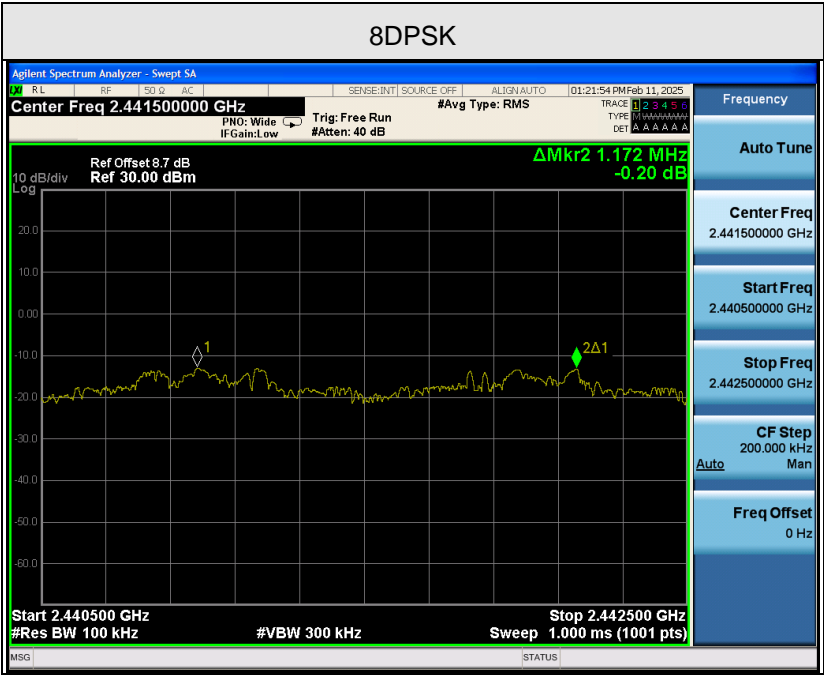 8DPSK
Agilent Spectrum Analyzer - Swept SA
LXI RL RF 50 Ω AC SENSE:INT SOURCE OFF ALIGN AUTO 01:21:54 PM Feb 11, 2025
Center Freq 2.441500000 GHz #Avg Type: RMS TRACE 1 2 3 4 5 6
PNO: Wide Trig: Free Run TYPE M WWWWW
IFGain:Low #Atten: 40 dB DET A A A A A A
Frequency
Auto Tune
ΔMkr2 1.172 MHz
-0.20 dB
Ref Offset 8.7 dB
10 dB/div Ref 30.00 dBm
Log
20.0
10.0
0.00
-10.0
-20.0
-30.0
-40.0
-50.0
-60.0
1
2Δ1
Center Freq
2.441500000 GHz
Start Freq
2.440500000 GHz
Stop Freq
2.442500000 GHz
CF Step
200.000 kHz
Auto Man
Freq Offset
0 Hz
Start 2.440500 GHz Stop 2.442500 GHz
#Res BW 100 kHz #VBW 300 kHz Sweep 1.000 ms (1001 pts)
MSG STATUS